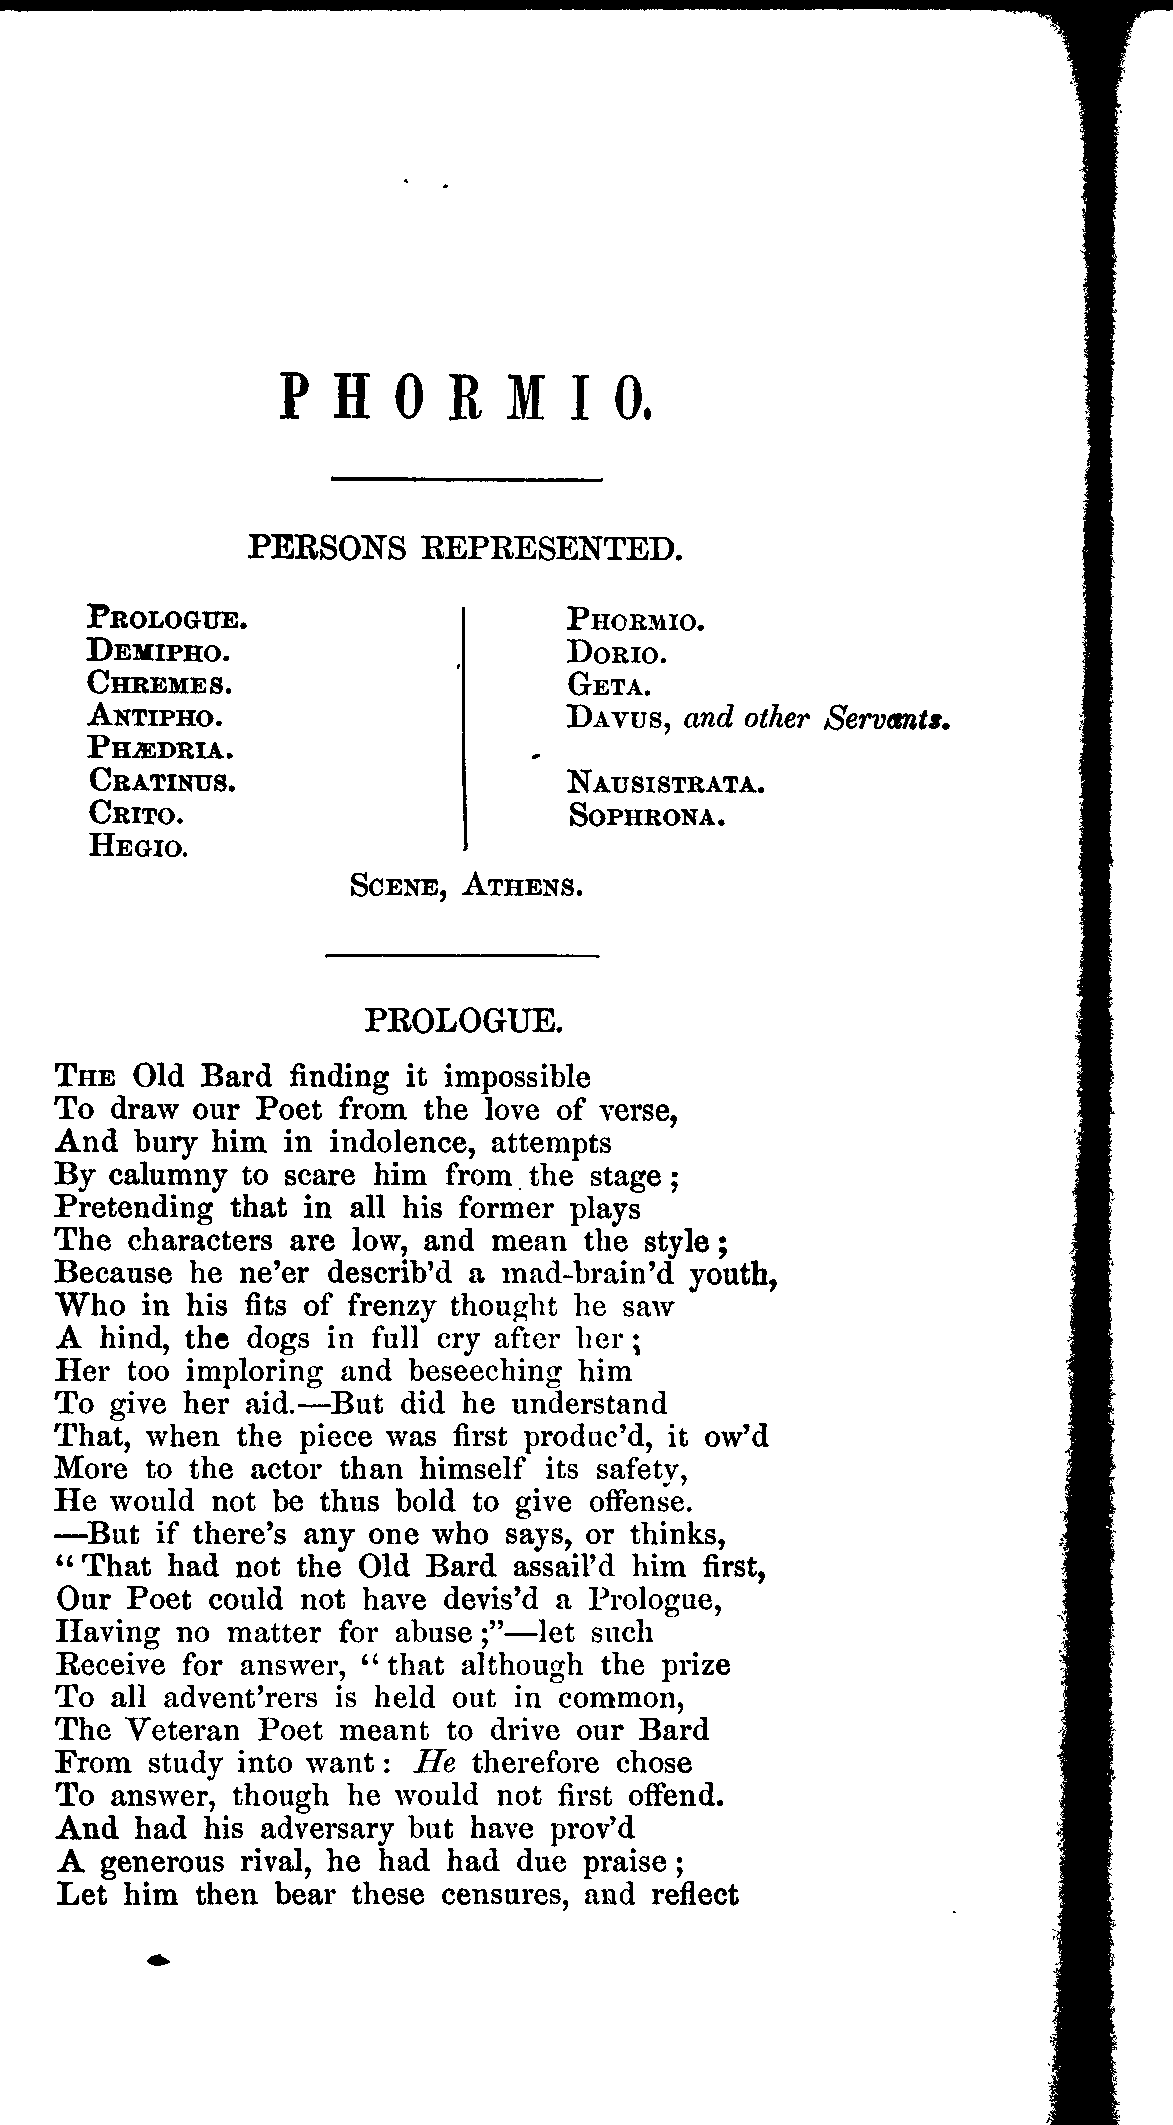 PHORMIO.
PERSONS REPRESENTED.
PROLOGUE.
DEMIPHO.
CHREMES.
ANTIPHO.
PHÆDRIA.
CRATINUS.
CRITO.
HEGIO.
PHORMIO.
DORIO.
GETA.
DAVUS, and other Servants.
NAUSISTRATA.
SOPHRONA.
SCENE, ATHENS.
PROLOGUE.
THE Old Bard finding it impossible
To draw our Poet from the love of verse,
And bury him in indolence, attempts
By calumny to scare him from the stage;
Pretending that in all his former plays
The characters are low, and mean the style;
Because he ne'er describ'd a mad-brain'd youth,
Who in his fits of frenzy thought he saw
A hind, the dogs in full cry after her;
Her too imploring and beseeching him
To give her aid.—But did he understand
That, when the piece was first produc'd, it ow'd
More to the actor than himself its safety,
He would not be thus bold to give offense.
—But if there's any one who says, or thinks,
"That had not the Old Bard assail'd him first,
Our Poet could not have devis'd a Prologue,
Having no matter for abuse;"—let such
Receive for answer, "that although the prize
To all advent'rers is held out in common,
The Veteran Poet meant to drive our Bard
From study into want: He therefore chose
To answer, though he would not first offend.
And had his adversary but have prov'd
A generous rival, he had had due praise;
Let him then bear these censures, and reflect